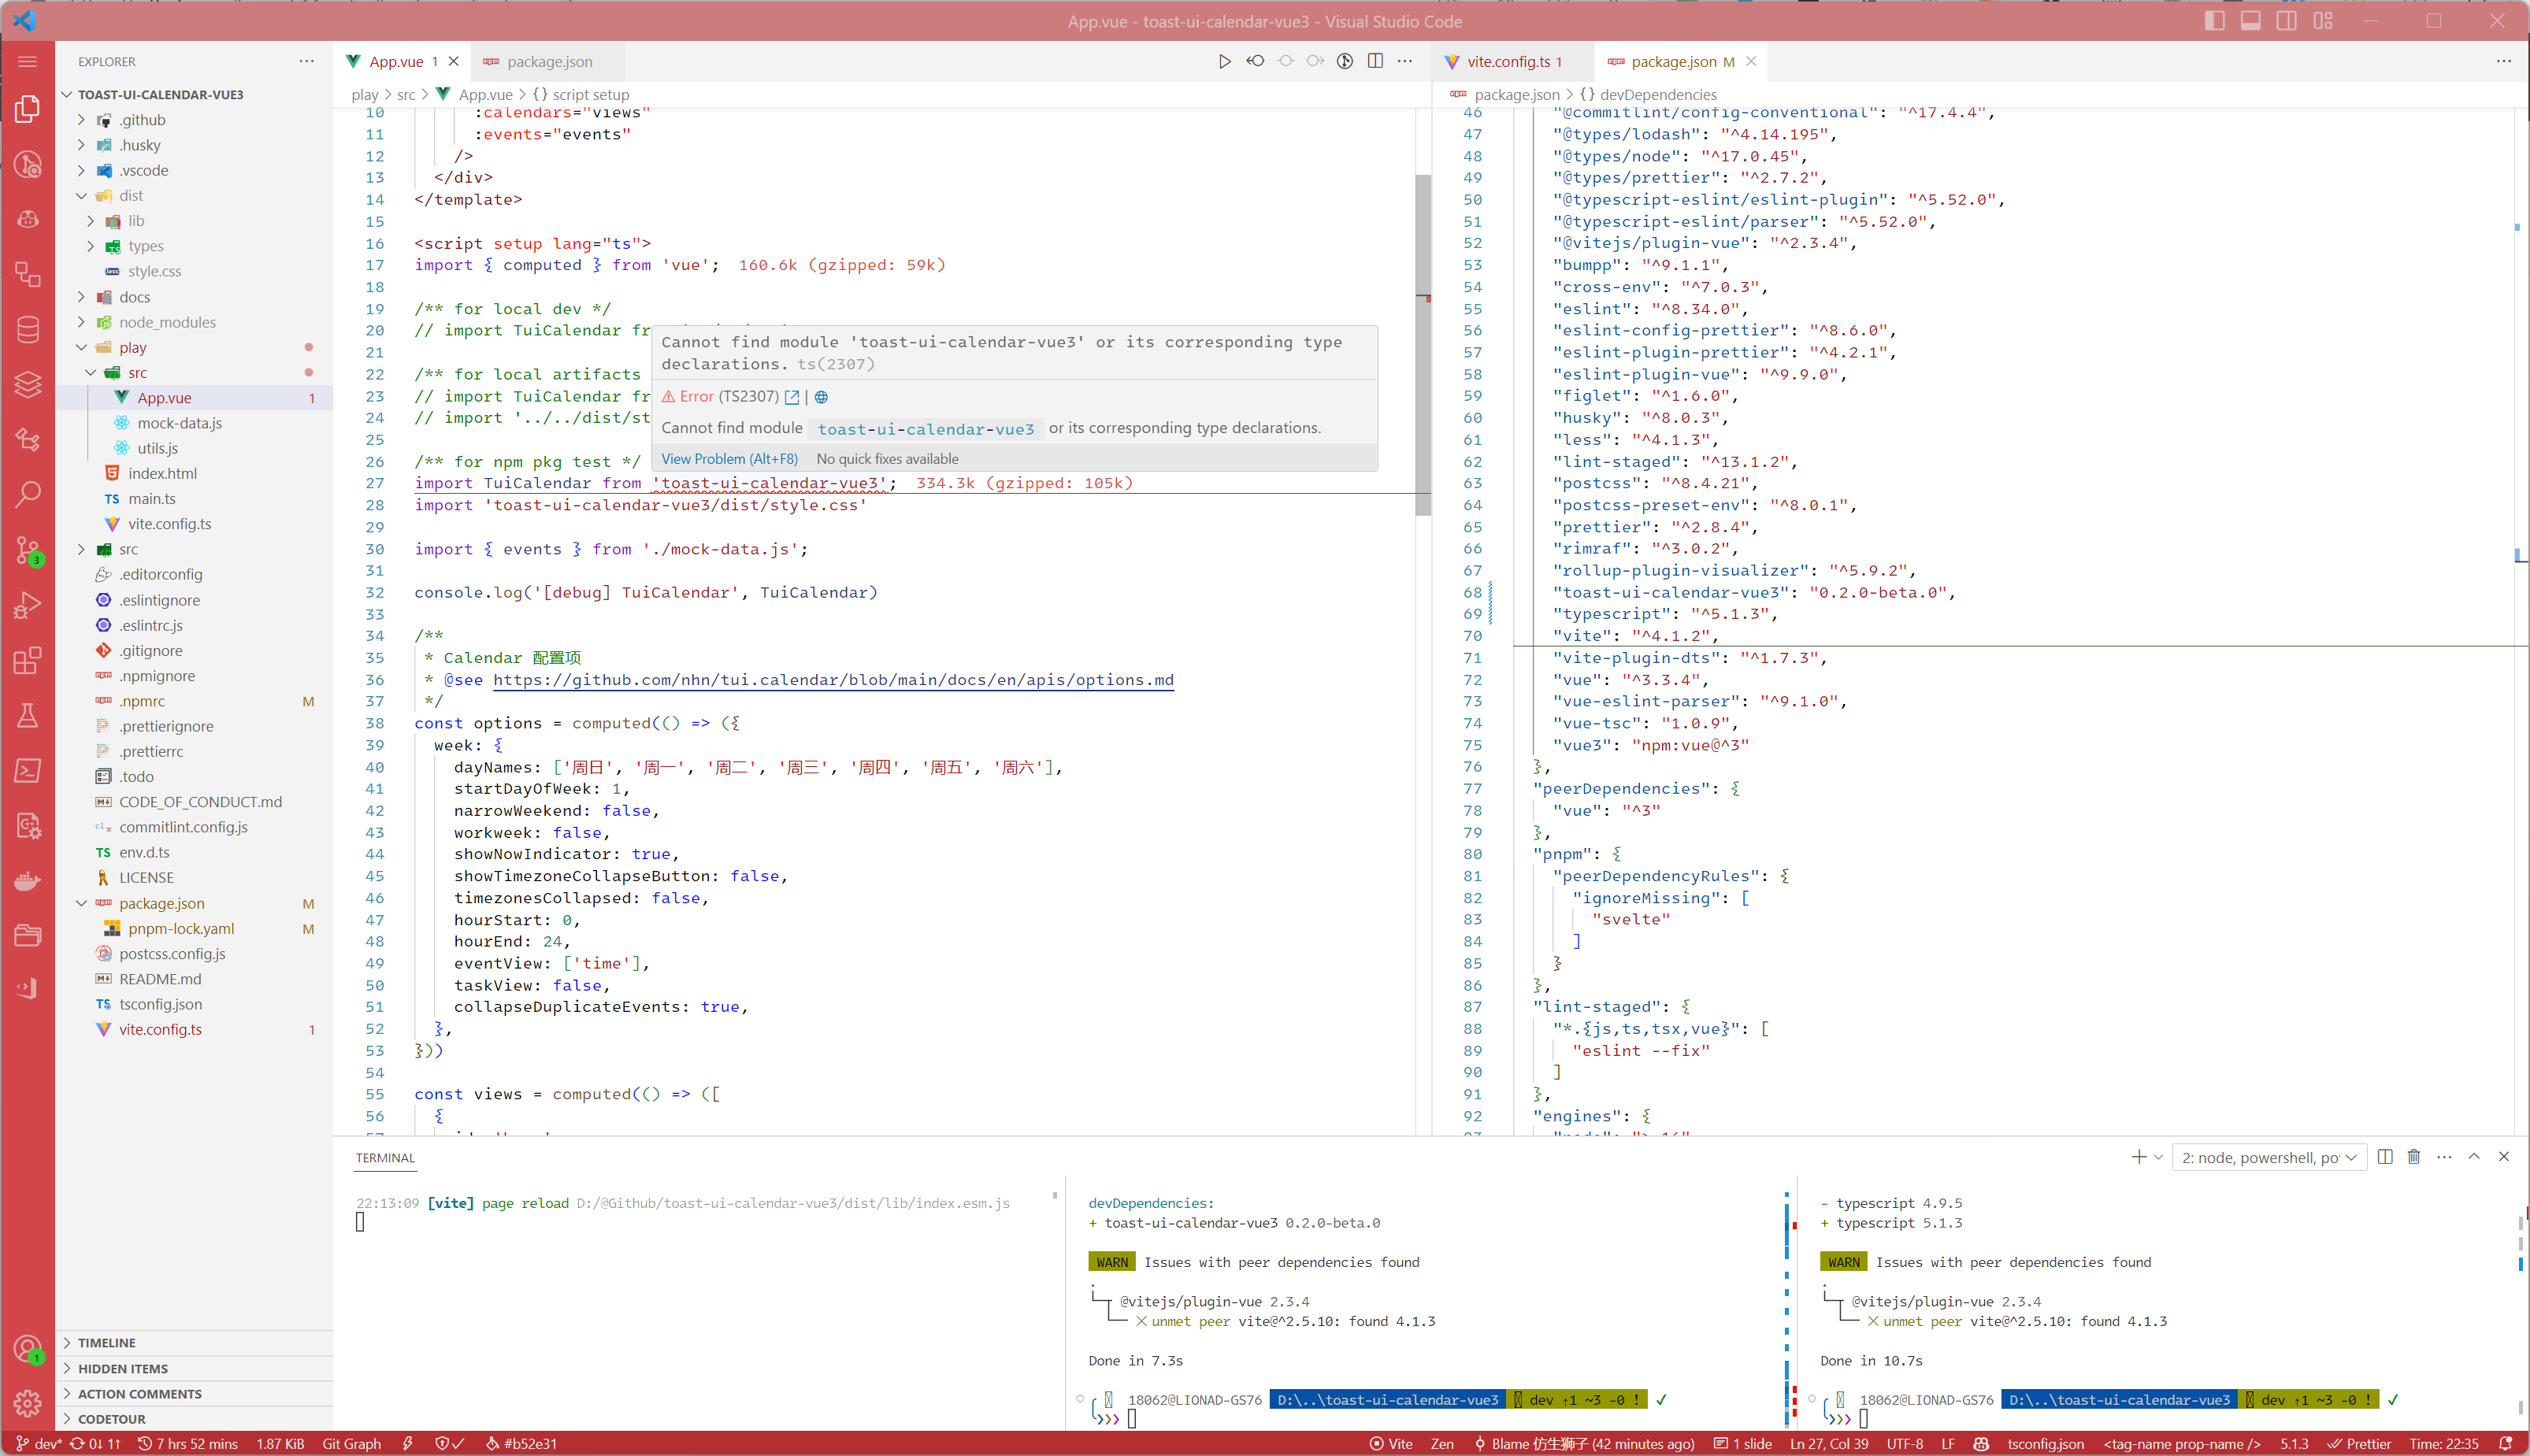 App.vue - toast-ui-calendar-vue3 - Visual Studio Code
EXPLORER
TOAST-UI-CALENDAR-VUE3
.github
.husky
.vscode
dist
lib
types
style.css
docs
node_modules
play
src
App.vue 1
mock-data.js
utils.js
index.html
main.ts
vite.config.ts
src
.editorconfig
.eslintignore
.eslintrc.js
.gitignore
.npmignore
.npmrc M
.prettierignore
.prettierrc
.todo
CODE_OF_CONDUCT.md
commitlint.config.js
env.d.ts
LICENSE
package.json M
pnpm-lock.yaml M
postcss.config.js
README.md
tsconfig.json
vite.config.ts 1
TIMELINE
HIDDEN ITEMS
ACTION COMMENTS
CODETOUR
3
1
App.vue 1
package.json
play > src > App.vue > {} script setup
10 :calendars="views"
11 :events="events"
12 />
13 </div>
14 </template>
15
16 <script setup lang="ts">
17 import { computed } from 'vue'; 160.6k (gzipped: 59k)
18
19 /** for local dev */
20 // import TuiCalendar fr
21
22 /** for local artifacts
23 // import TuiCalendar fr
24 // import '../../dist/st
25
26 /** for npm pkg test */
27 import TuiCalendar from 'toast-ui-calendar-vue3'; 334.3k (gzipped: 105k)
28 import 'toast-ui-calendar-vue3/dist/style.css'
29
30 import { events } from './mock-data.js';
31
32 console.log('[debug] TuiCalendar', TuiCalendar)
33
34 /**
35 * Calendar 配置项
36 * @see https://github.com/nhn/tui.calendar/blob/main/docs/en/apis/options.md
37 */
38 const options = computed(() => ({
39 week: {
40 dayNames: ['周日', '周一', '周二', '周三', '周四', '周五', '周六'],
41 startDayOfWeek: 1,
42 narrowWeekend: false,
43 workweek: false,
44 showNowIndicator: true,
45 showTimezoneCollapseButton: false,
46 timezonesCollapsed: false,
47 hourStart: 0,
48 hourEnd: 24,
49 eventView: ['time'],
50 taskView: false,
51 collapseDuplicateEvents: true,
52 },
53 }))
54
55 const views = computed(() => ([
56 {
Cannot find module 'toast-ui-calendar-vue3' or its corresponding type
declarations. ts(2307)
Error (TS2307) |
Cannot find module toast-ui-calendar-vue3 or its corresponding type declarations.
View Problem (Alt+F8) No quick fixes available
vite.config.ts 1
package.json M
package.json > {} devDependencies
46 "@commitlint/config-conventional": "^17.4.4",
47 "@types/lodash": "^4.14.195",
48 "@types/node": "^17.0.45",
49 "@types/prettier": "^2.7.2",
50 "@typescript-eslint/eslint-plugin": "^5.52.0",
51 "@typescript-eslint/parser": "^5.52.0",
52 "@vitejs/plugin-vue": "^2.3.4",
53 "bumpp": "^9.1.1",
54 "cross-env": "^7.0.3",
55 "eslint": "^8.34.0",
56 "eslint-config-prettier": "^8.6.0",
57 "eslint-plugin-prettier": "^4.2.1",
58 "eslint-plugin-vue": "^9.9.0",
59 "figlet": "^1.6.0",
60 "husky": "^8.0.3",
61 "less": "^4.1.3",
62 "lint-staged": "^13.1.2",
63 "postcss": "^8.4.21",
64 "postcss-preset-env": "^8.0.1",
65 "prettier": "^2.8.4",
66 "rimraf": "^3.0.2",
67 "rollup-plugin-visualizer": "^5.9.2",
68 "toast-ui-calendar-vue3": "0.2.0-beta.0",
69 "typescript": "^5.1.3",
70 "vite": "^4.1.2",
71 "vite-plugin-dts": "^1.7.3",
72 "vue": "^3.3.4",
73 "vue-eslint-parser": "^9.1.0",
74 "vue-tsc": "1.0.9",
75 "vue3": "npm:vue@^3"
76 },
77 "peerDependencies": {
78 "vue": "^3"
79 },
80 "pnpm": {
81 "peerDependencyRules": {
82 "ignoreMissing": [
83 "svelte"
84 ]
85 }
86 },
87 "lint-staged": {
88 "*.{js,ts,tsx,vue}": [
89 "eslint --fix"
90 ]
91 },
92 "engines": {
TERMINAL
2: node, powershell, po
22:13:09 [vite] page reload D:/@Github/toast-ui-calendar-vue3/dist/lib/index.esm.js
devDependencies:
+ toast-ui-calendar-vue3 0.2.0-beta.0
WARN Issues with peer dependencies found
.
└─┬ @vitejs/plugin-vue 2.3.4
└── ✕ unmet peer vite@^2.5.10: found 4.1.3
Done in 7.3s
18062@LIONAD-GS76 D:\..\toast-ui-calendar-vue3 dev ↑1 ~3 -0 ! ✓
❯❯❯
- typescript 4.9.5
+ typescript 5.1.3
WARN Issues with peer dependencies found
.
└─┬ @vitejs/plugin-vue 2.3.4
└── ✕ unmet peer vite@^2.5.10: found 4.1.3
Done in 10.7s
18062@LIONAD-GS76 D:\..\toast-ui-calendar-vue3 dev ↑1 ~3 -0 ! ✓
❯❯❯
dev* 0↓ 1↑ 7 hrs 52 mins 1.87 KiB Git Graph #b52e31
Vite Zen Blame 仿生狮子 (42 minutes ago) 1 slide Ln 27, Col 39 UTF-8 LF tsconfig.json <tag-name prop-name /> 5.1.3 Prettier Time: 22:35